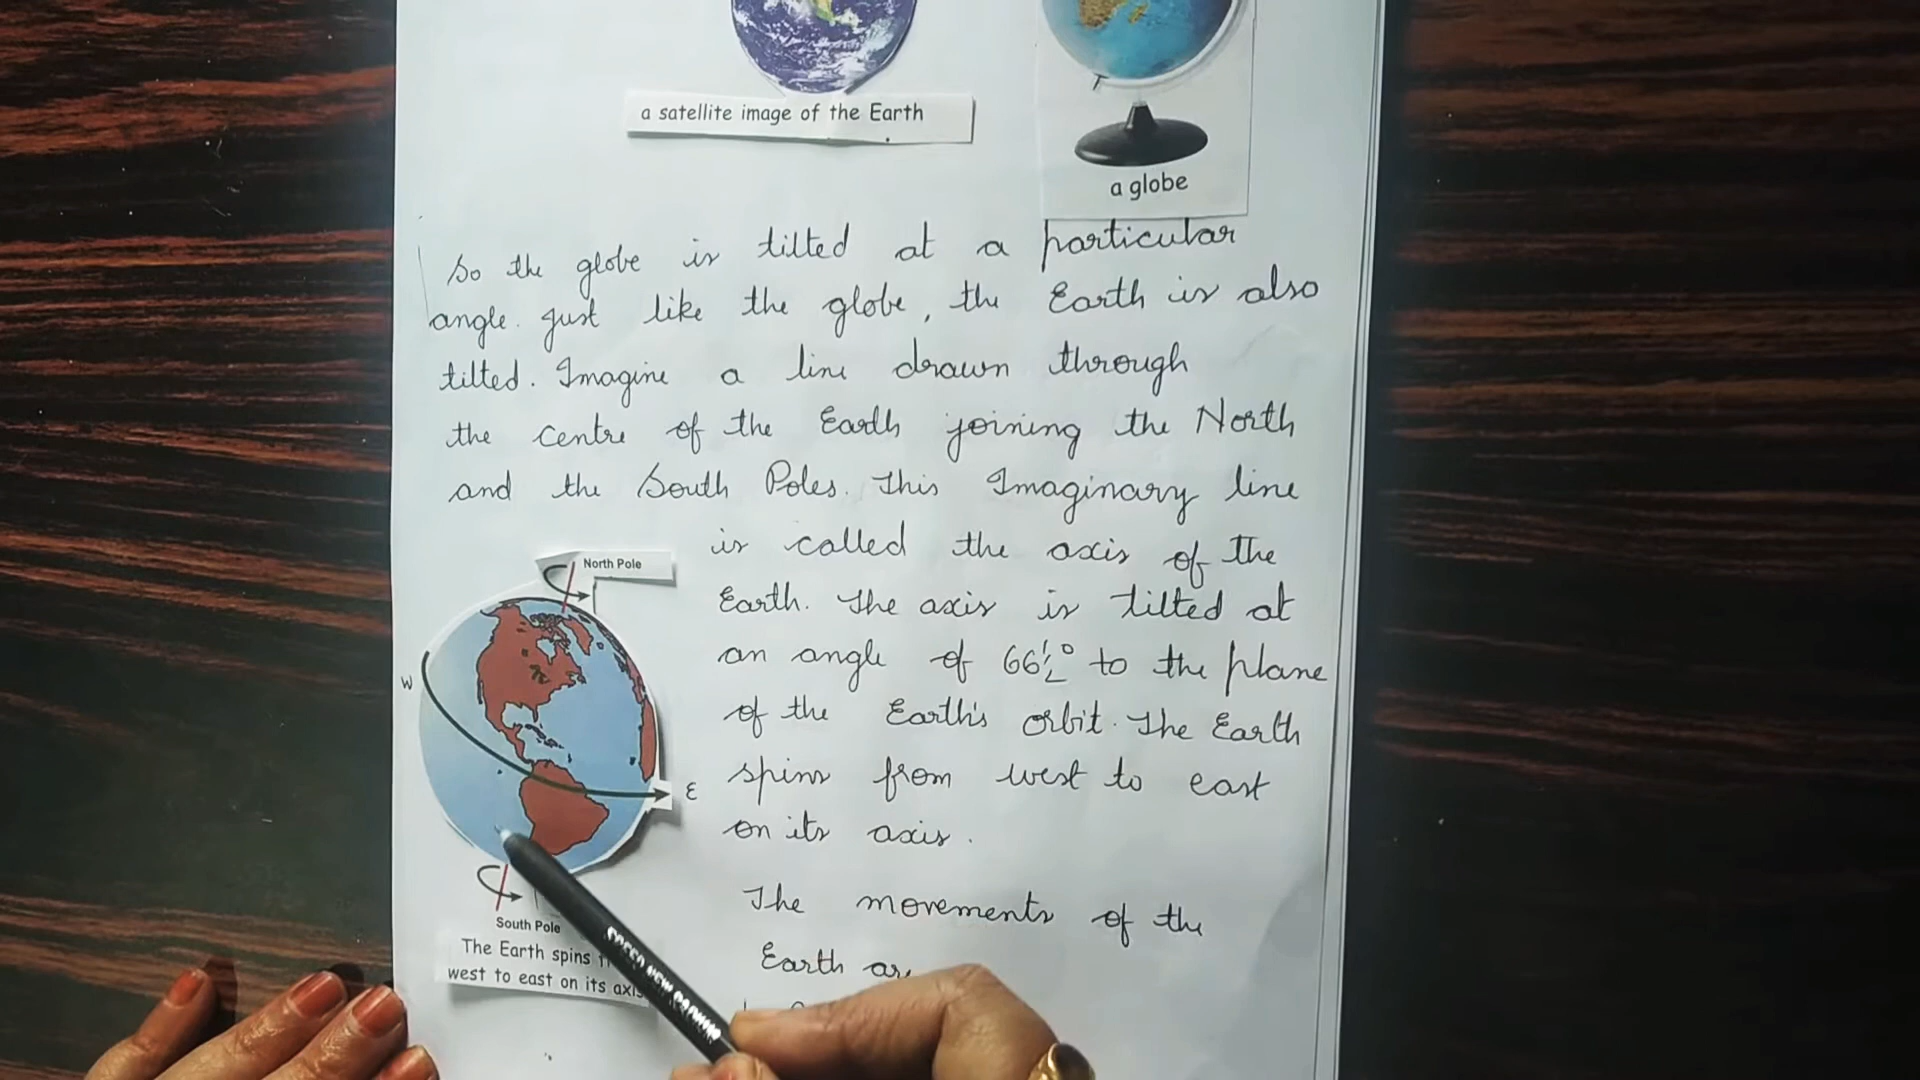 a satellite image of the Earth
a globe
So the globe is tilted at a particular
angle. Just like the globe, the Earth is also
tilted. Imagine a line drawn through
the centre of the Earth joining the North
and the South Poles. This Imaginary line
is called the axis of the
Earth. The axis is tilted at
an angle of 66½° to the plane
of the Earth's orbit. The Earth
spins from west to east
on its axis.
North Pole
W
E
South Pole
The Earth spins
west to east on its axis
The movements of the
Earth are